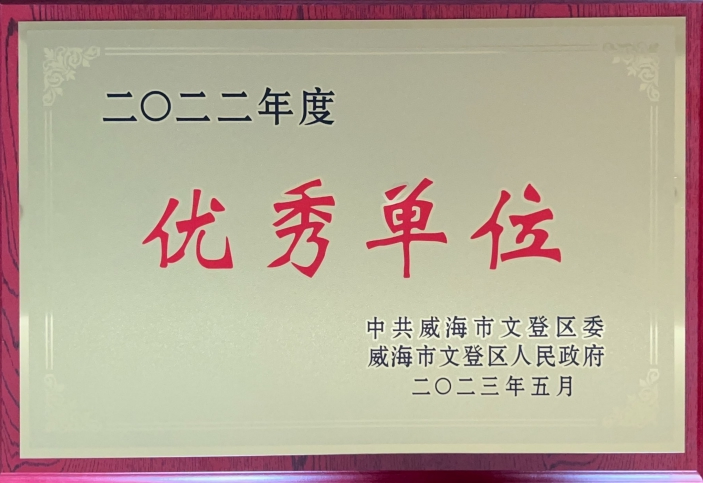 二〇二二年度
优秀单位
中共威海市文登区委
威海市文登区人民政府
二〇二三年五月